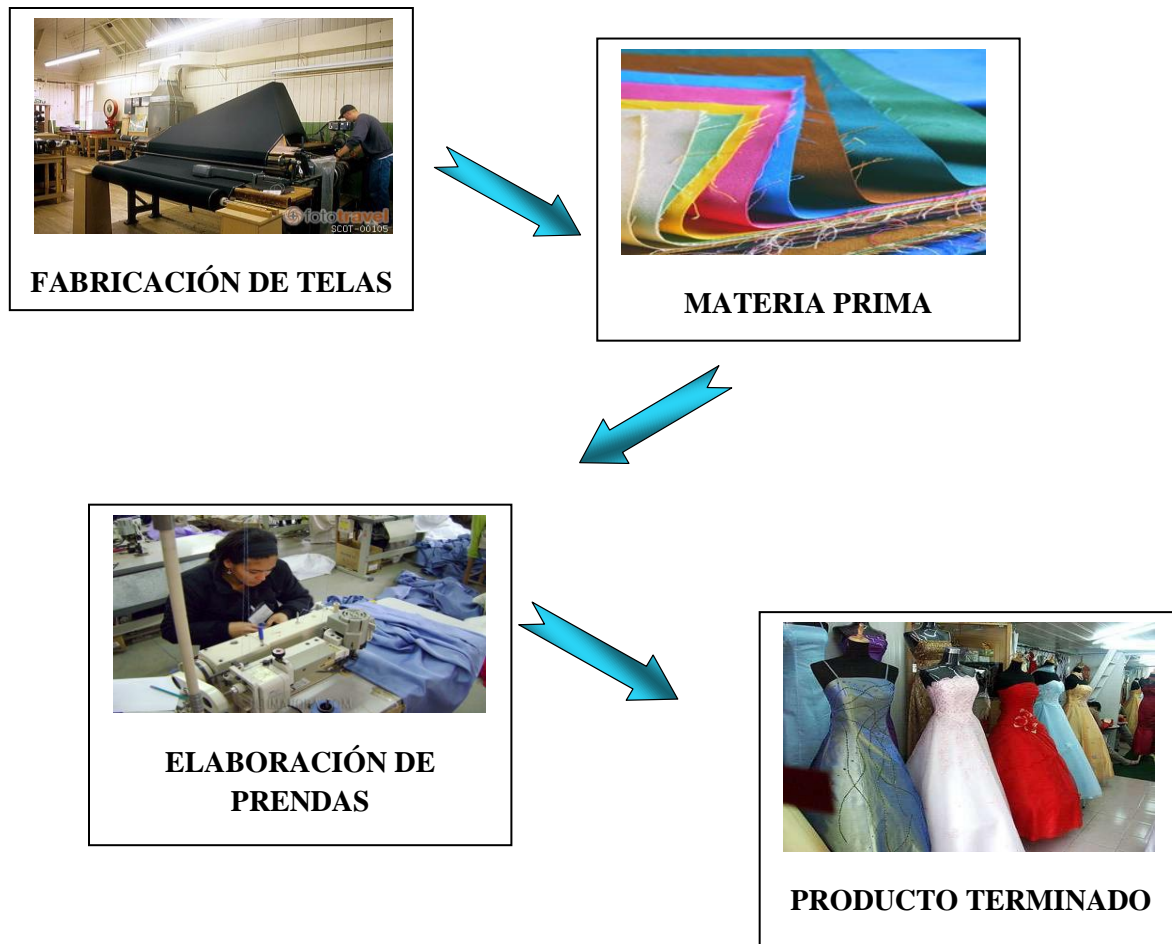 fototravel
SCOT-00105
FABRICACIÓN DE TELAS
MATERIA PRIMA
ELABORACIÓN DE
PRENDAS
PRODUCTO TERMINADO